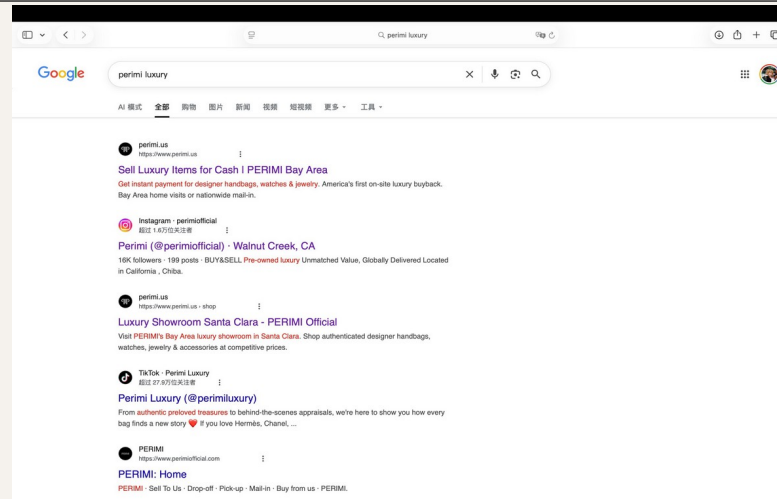 perimi luxury
Google
perimi luxury
AI 模式 全部 购物 图片 新闻 视频 短视频 更多 工具
perimi.us
https://www.perimi.us
Sell Luxury Items for Cash | PERIMI Bay Area
Get instant payment for designer handbags, watches & jewelry. America's first on-site luxury buyback.
Bay Area home visits or nationwide mail-in.
Instagram · perimiofficial
超过 1.6万位关注者
Perimi (@perimiofficial) · Walnut Creek, CA
16K followers · 199 posts · BUY&SELL Pre-owned luxury Unmatched Value, Globally Delivered Located
in California , Chiba.
perimi.us
https://www.perimi.us › shop
Luxury Showroom Santa Clara - PERIMI Official
Visit PERIMI's Bay Area luxury showroom in Santa Clara. Shop authenticated designer handbags,
watches, jewelry & accessories at competitive prices.
TikTok · Perimi Luxury
超过 27.9万位关注者
Perimi Luxury (@perimiluxury)
From authentic preloved treasures to behind-the-scenes appraisals, we're here to show you how every
bag finds a new story ❤️ If you love Hermès, Chanel, ...
PERIMI
https://www.perimiofficial.com
PERIMI: Home
PERIMI · Sell To Us · Drop-off · Pick-up · Mail-in · Buy from us · PERIMI.